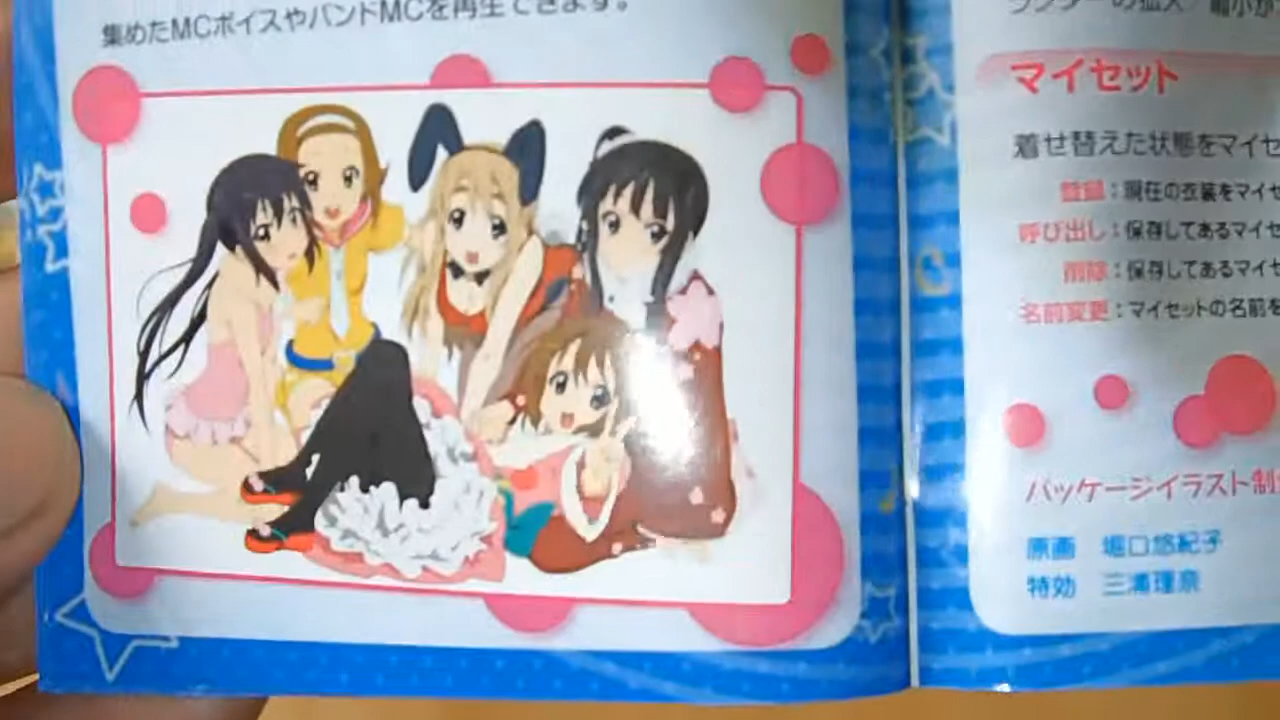 集めたMCボイスやバンドMCを再生できます。
マイセット
着せ替えた状態をマイセ
登録：現在の衣装をマイセ
呼び出し：保存してあるマイセ
削除：保存してあるマイセ
名前変更：マイセットの名前を
パッケージイラスト制
原画 堀口悠紀子
特効 三浦理奈